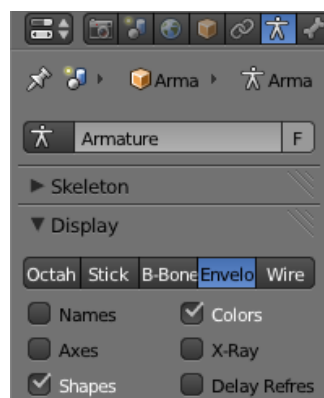 Arma Arma
Armature F
Skeleton
Display
Octah Stick B-Bone Envelo Wire
Names Colors
Axes X-Ray
Shapes Delay Refres